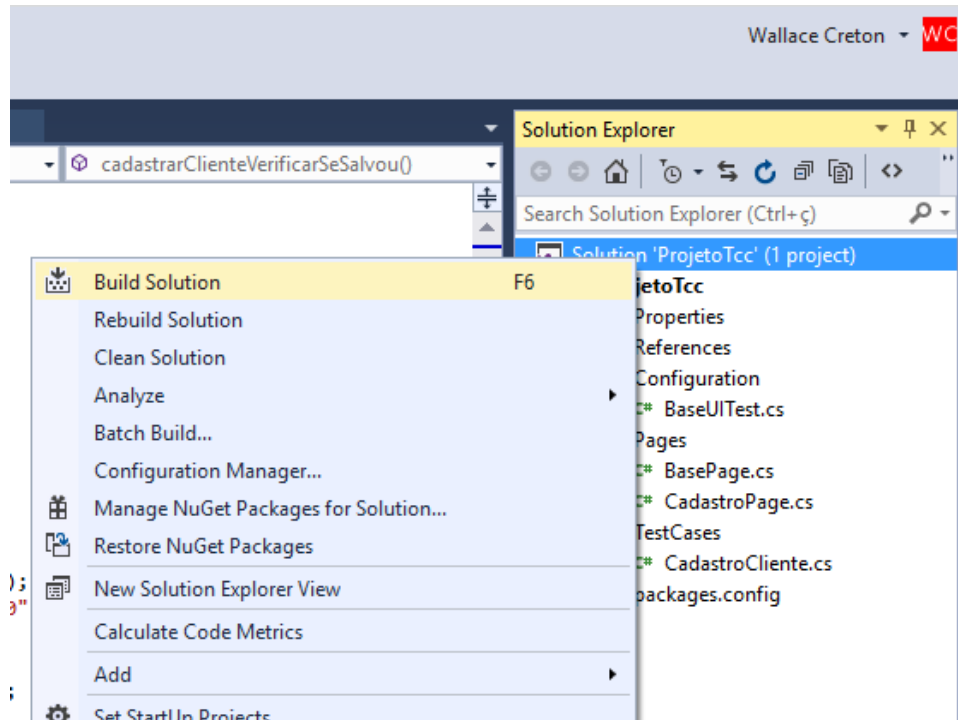 Wallace Creton WC
Solution Explorer
cadastrarClienteVerificarSeSalvou()
Search Solution Explorer (Ctrl+ç)
Solution 'ProjetoTcc' (1 project)
Build Solution F6
jetoTcc
Rebuild Solution
Properties
Clean Solution
References
Analyze
Configuration
C# BaseUITest.cs
Batch Build...
Pages
Configuration Manager...
C# BasePage.cs
Manage NuGet Packages for Solution...
C# CadastroPage.cs
Restore NuGet Packages
TestCases
C# CadastroCliente.cs
);
New Solution Explorer View
packages.config
"
Calculate Code Metrics
Add
;
Set StartUp Projects